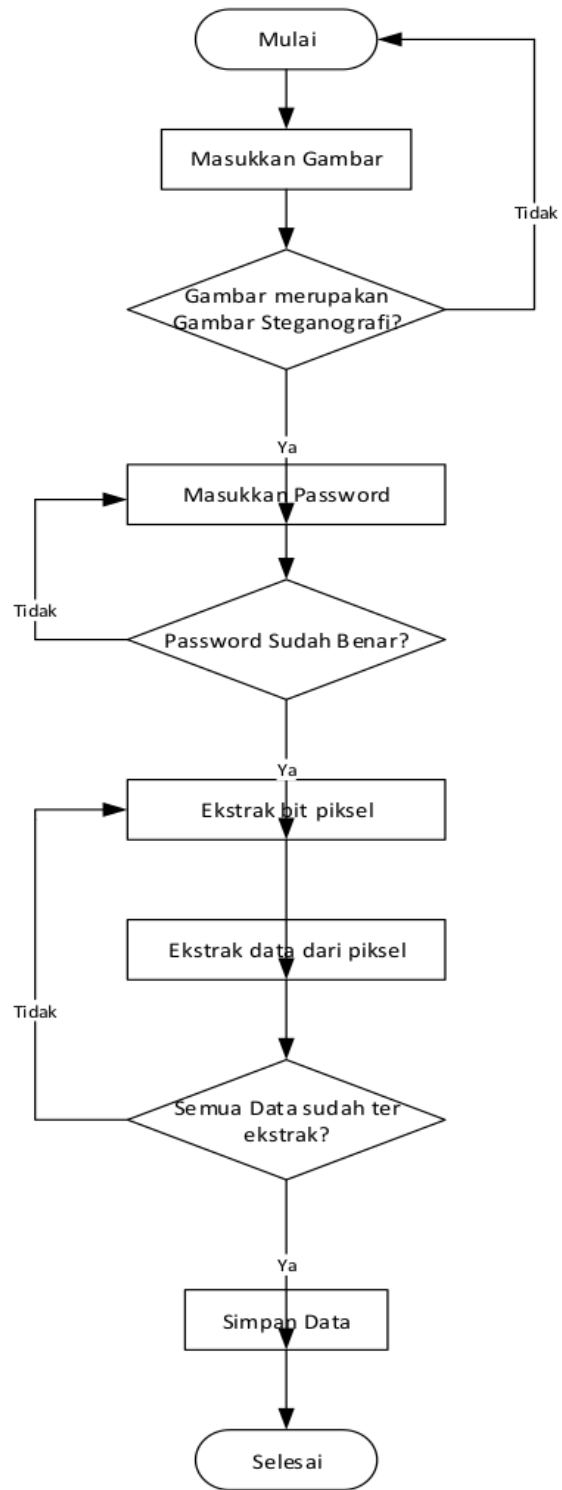 Mulai
Masukkan Gambar
Tidak
Gambar merupakan
Gambar Steganografi?
Ya
Masukkan Password
Tidak
Password Sudah Benar?
Ya
Ekstrak bit piksel
Ekstrak data dari piksel
Tidak
Semua Data sudah ter
ekstrak?
Ya
Simpan Data
Selesai